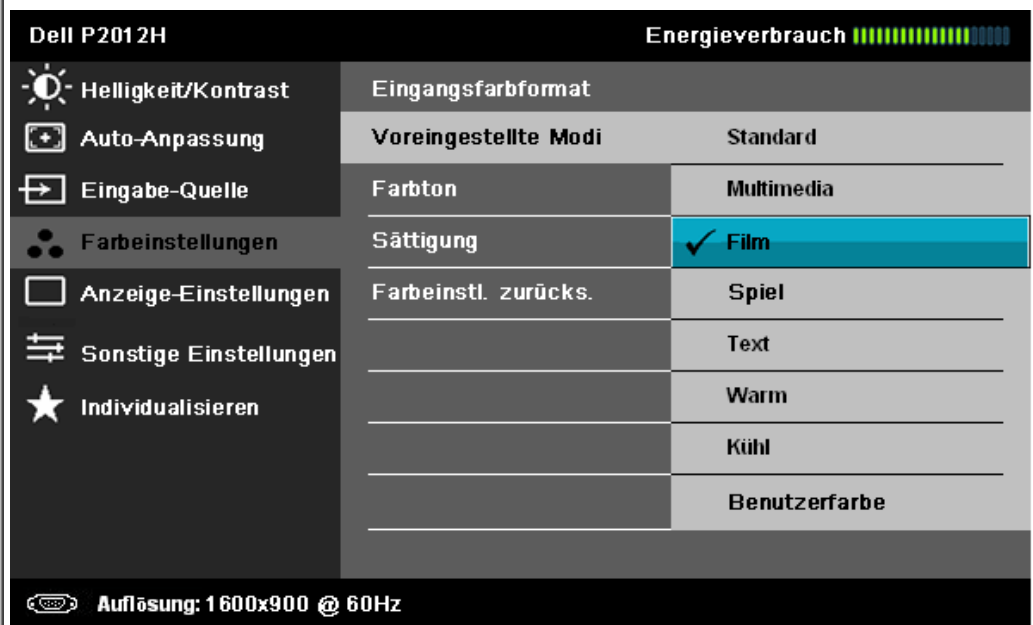 Dell P2012H
Energieverbrauch
Helligkeit/Kontrast
Auto-Anpassung
Eingabe-Quelle
Farbeinstellungen
Anzeige-Einstellungen
Sonstige Einstellungen
Individualisieren
Eingangsfarbformat
Voreingestellte Modi
Farbton
Sättigung
Farbeinstl. zurücks.
Standard
Multimedia
Film
Spiel
Text
Warm
Kühl
Benutzerfarbe
Auflösung: 1600x900 @ 60Hz